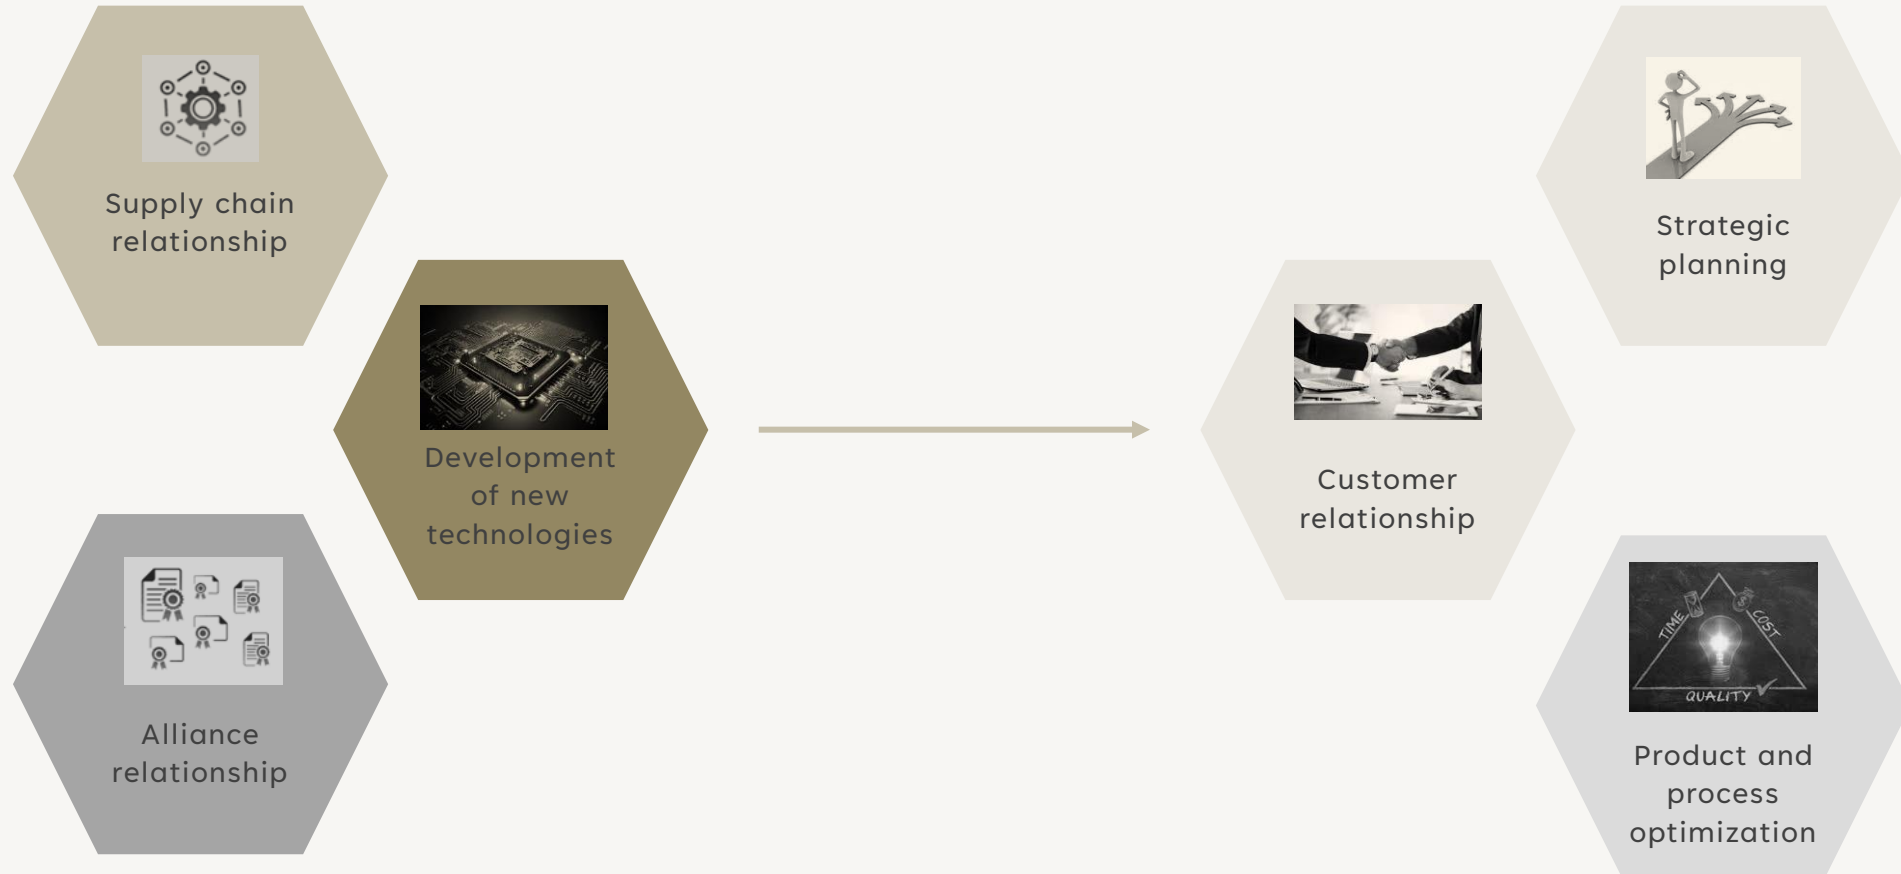 Supply chain
relationship
Development
of new
technologies
Alliance
relationship
Strategic
planning
Customer
relationship
TIME
COST
QUALITY
Product and
process
optimization